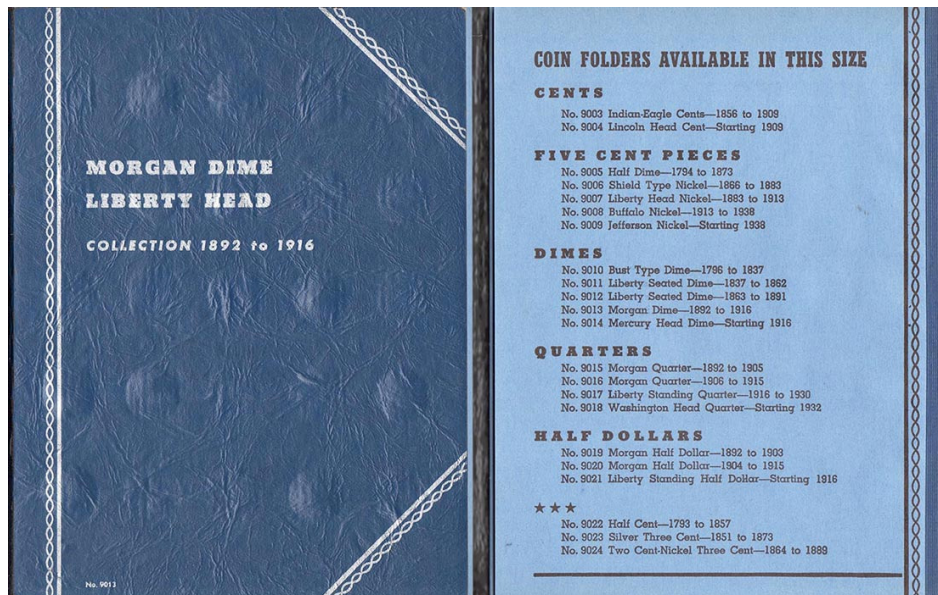 MORGAN DIME
LIBERTY HEAD
COLLECTION 1892 to 1916
No. 9013
COIN FOLDERS AVAILABLE IN THIS SIZE
CENTS
No. 9003 Indian-Eagle Cents—1856 to 1909
No. 9004 Lincoln Head Cent—Starting 1909
FIVE CENT PIECES
No. 9005 Half Dime—1794 to 1873
No. 9006 Shield Type Nickel—1866 to 1883
No. 9007 Liberty Head Nickel—1883 to 1913
No. 9008 Buffalo Nickel—1913 to 1938
No. 9009 Jefferson Nickel—Starting 1938
DIMES
No. 9010 Bust Type Dime—1796 to 1837
No. 9011 Liberty Seated Dime—1837 to 1862
No. 9012 Liberty Seated Dime—1863 to 1891
No. 9013 Morgan Dime—1892 to 1916
No. 9014 Mercury Head Dime—Starting 1916
QUARTERS
No. 9015 Morgan Quarter—1892 to 1905
No. 9016 Morgan Quarter—1906 to 1915
No. 9017 Liberty Standing Quarter—1916 to 1930
No. 9018 Washington Head Quarter—Starting 1932
HALF DOLLARS
No. 9019 Morgan Half Dollar—1892 to 1903
No. 9020 Morgan Half Dollar—1904 to 1915
No. 9021 Liberty Standing Half Dollar—Starting 1916
★★★
No. 9022 Half Cent—1793 to 1857
No. 9023 Silver Three Cent—1851 to 1873
No. 9024 Two Cent-Nickel Three Cent—1864 to 1889